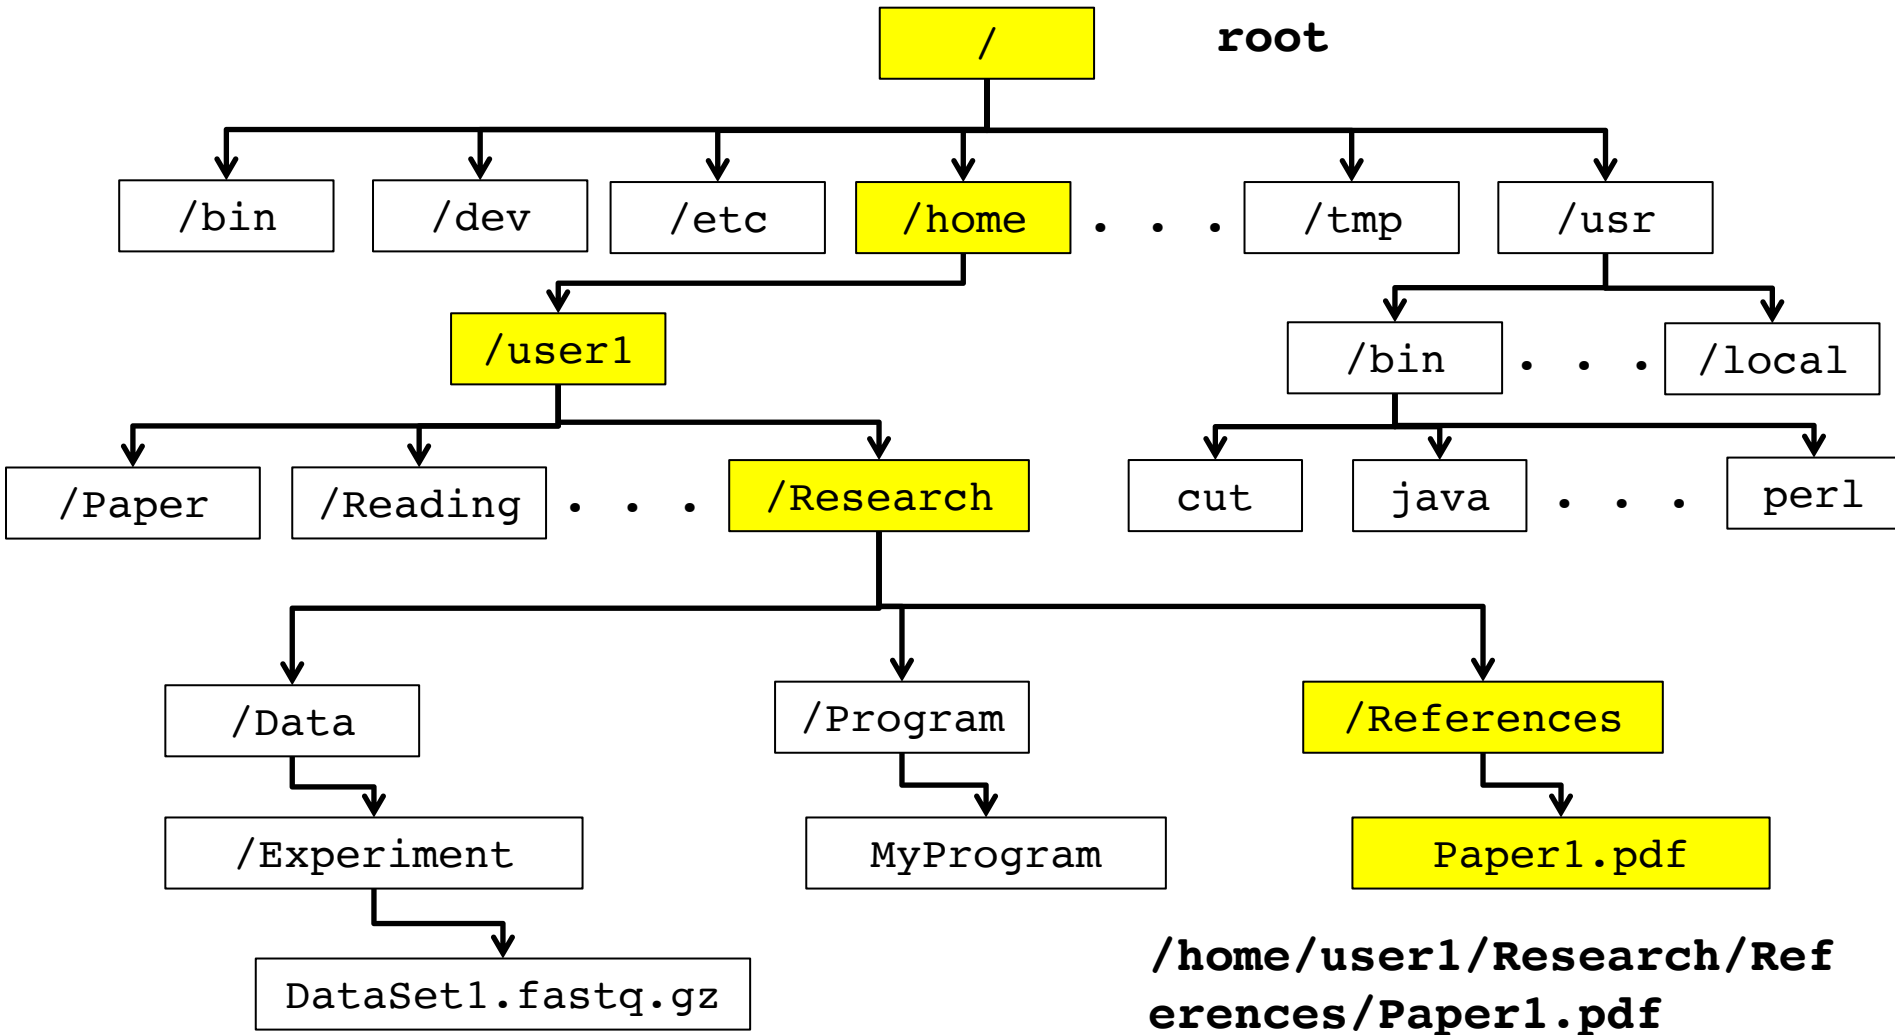 / root
/bin /dev /etc /home . . . /tmp /usr
/user1 /bin . . . /local
/Paper /Reading . . . /Research cut java . . . perl
/Data /Program /References
/Experiment MyProgram Paper1.pdf
/home/user1/Research/Ref
DataSet1.fastq.gz erences/Paper1.pdf